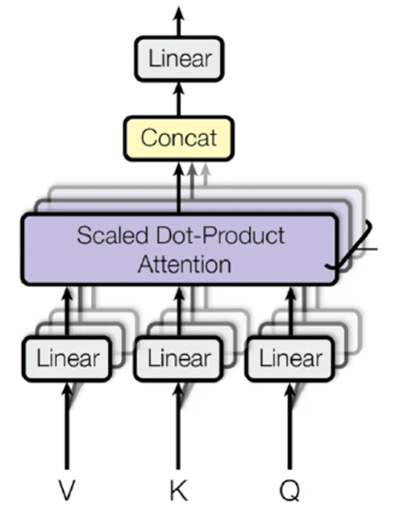 Linear
Concat
Scaled Dot-Product
Attention
Linear Linear Linear
V K Q